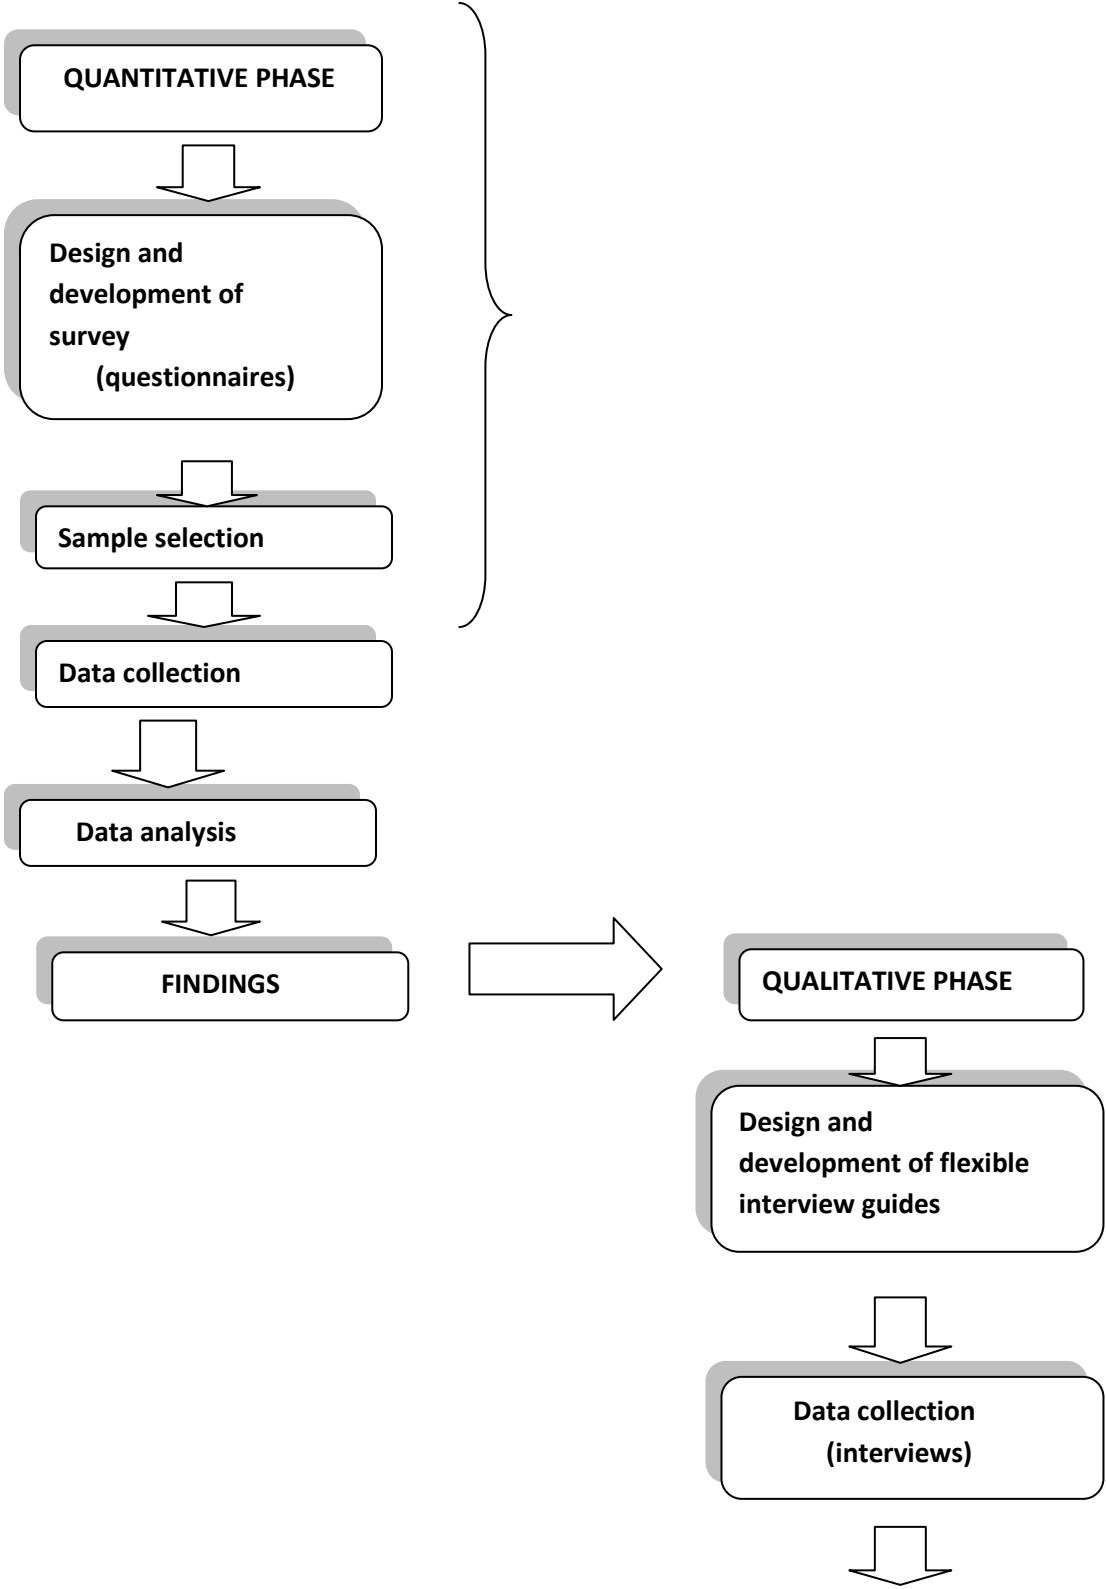 QUANTITATIVE PHASE
Design and
development of
survey
(questionnaires)
Sample selection
Data collection
Data analysis
FINDINGS
QUALITATIVE PHASE
Design and
development of flexible
interview guides
Data collection
(interviews)